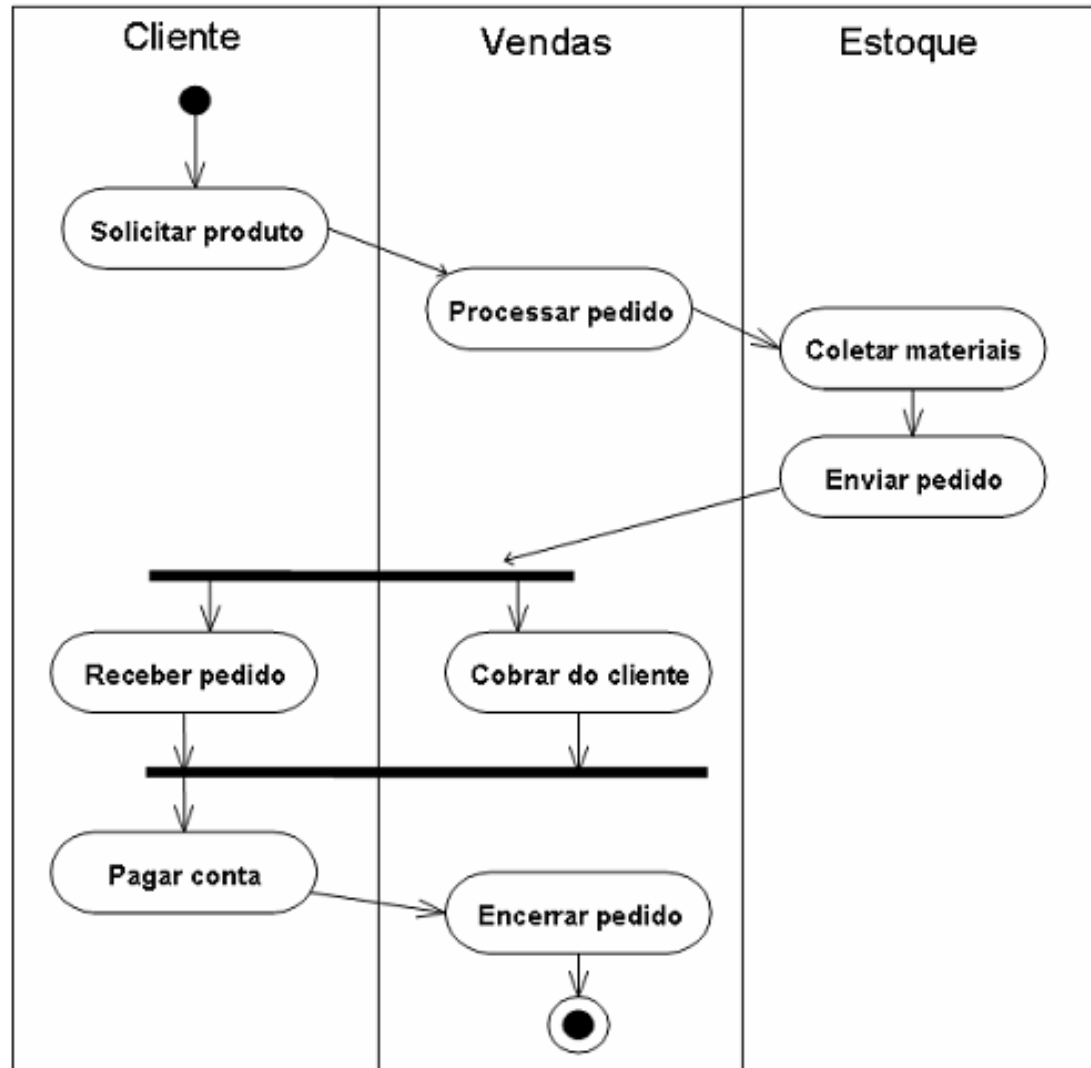 Cliente
Vendas
Estoque
Solicitar produto
Processar pedido
Coletar materiais
Enviar pedido
Receber pedido
Cobrar do cliente
Pagar conta
Encerrar pedido